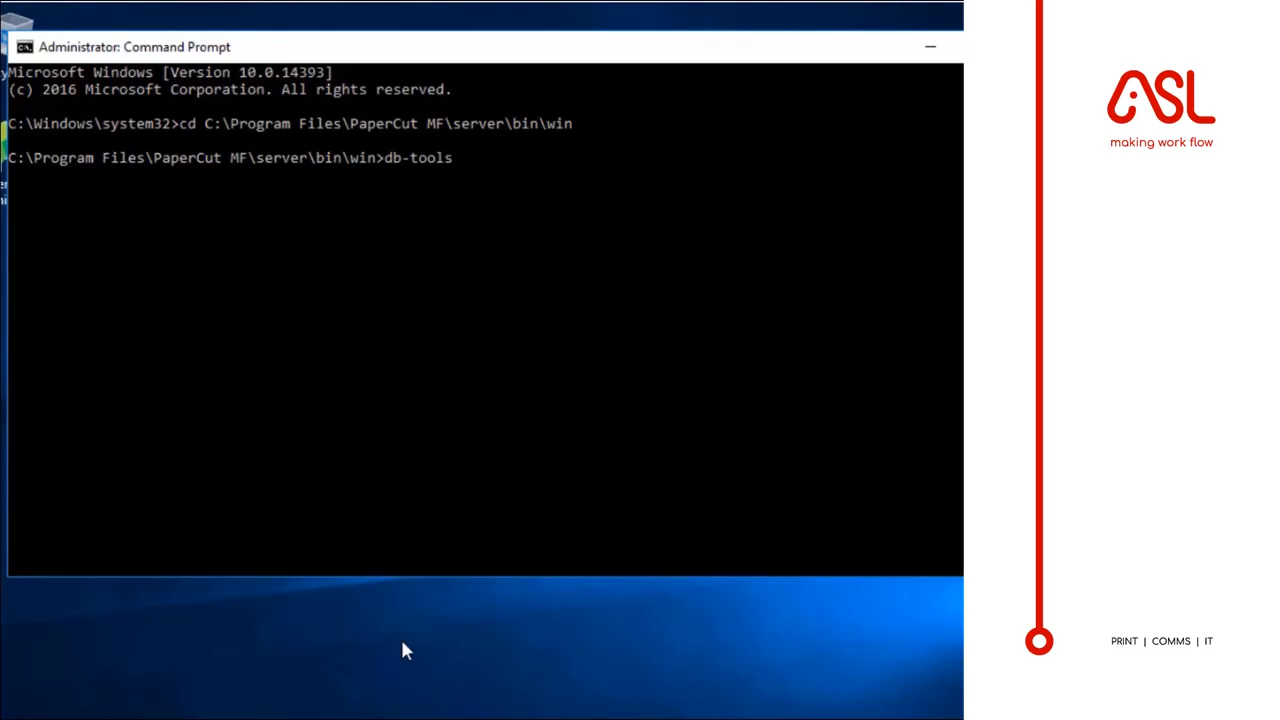 Administrator: Command Prompt
Microsoft Windows [Version 10.0.14393]
(c) 2016 Microsoft Corporation. All rights reserved.
C:\Windows\system32>cd C:\Program Files\PaperCut MF\server\bin\win
C:\Program Files\PaperCut MF\server\bin\win>db-tools
ASL
making work flow
PRINT | COMMS | IT